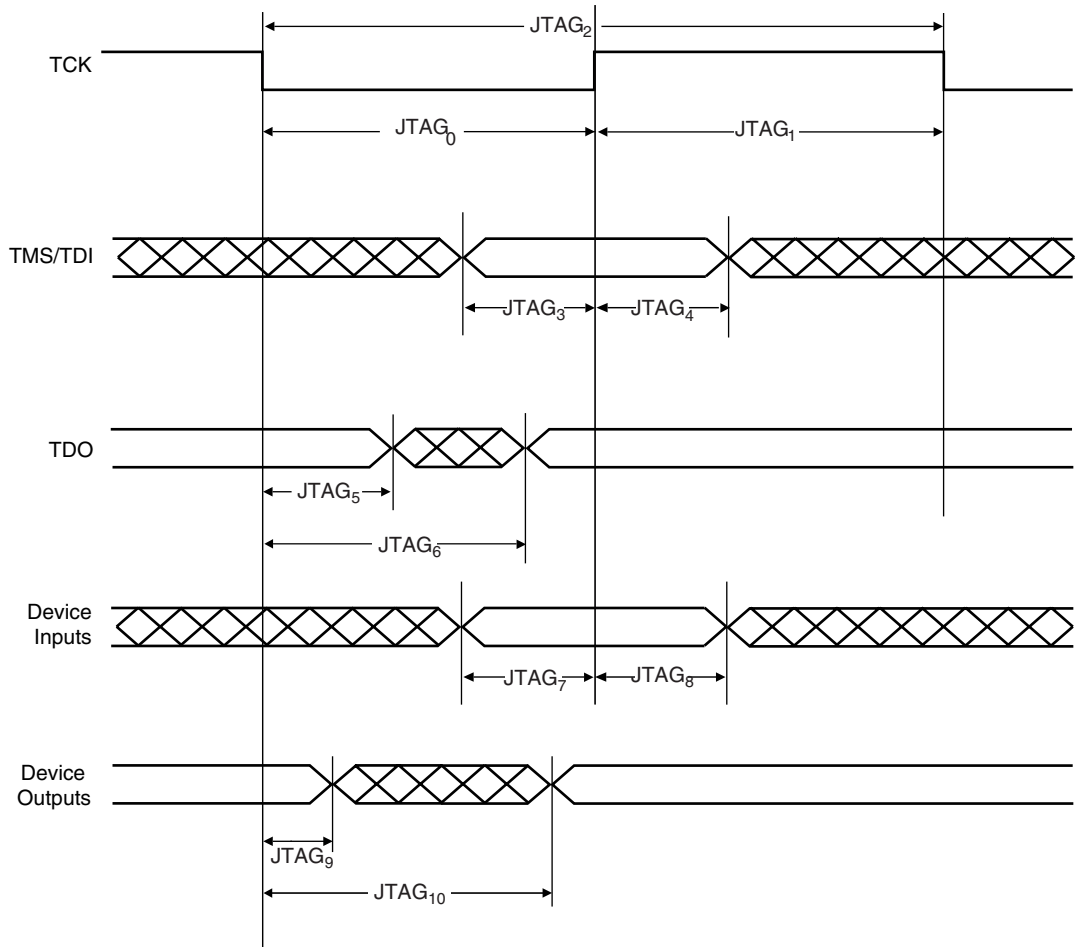 JTAG₂
TCK
JTAG₀
JTAG₁
TMS/TDI
JTAG₃
JTAG₄
TDO
JTAG₅
JTAG₆
Device
Inputs
JTAG₇
JTAG₈
Device
Outputs
JTAG₉
JTAG₁₀